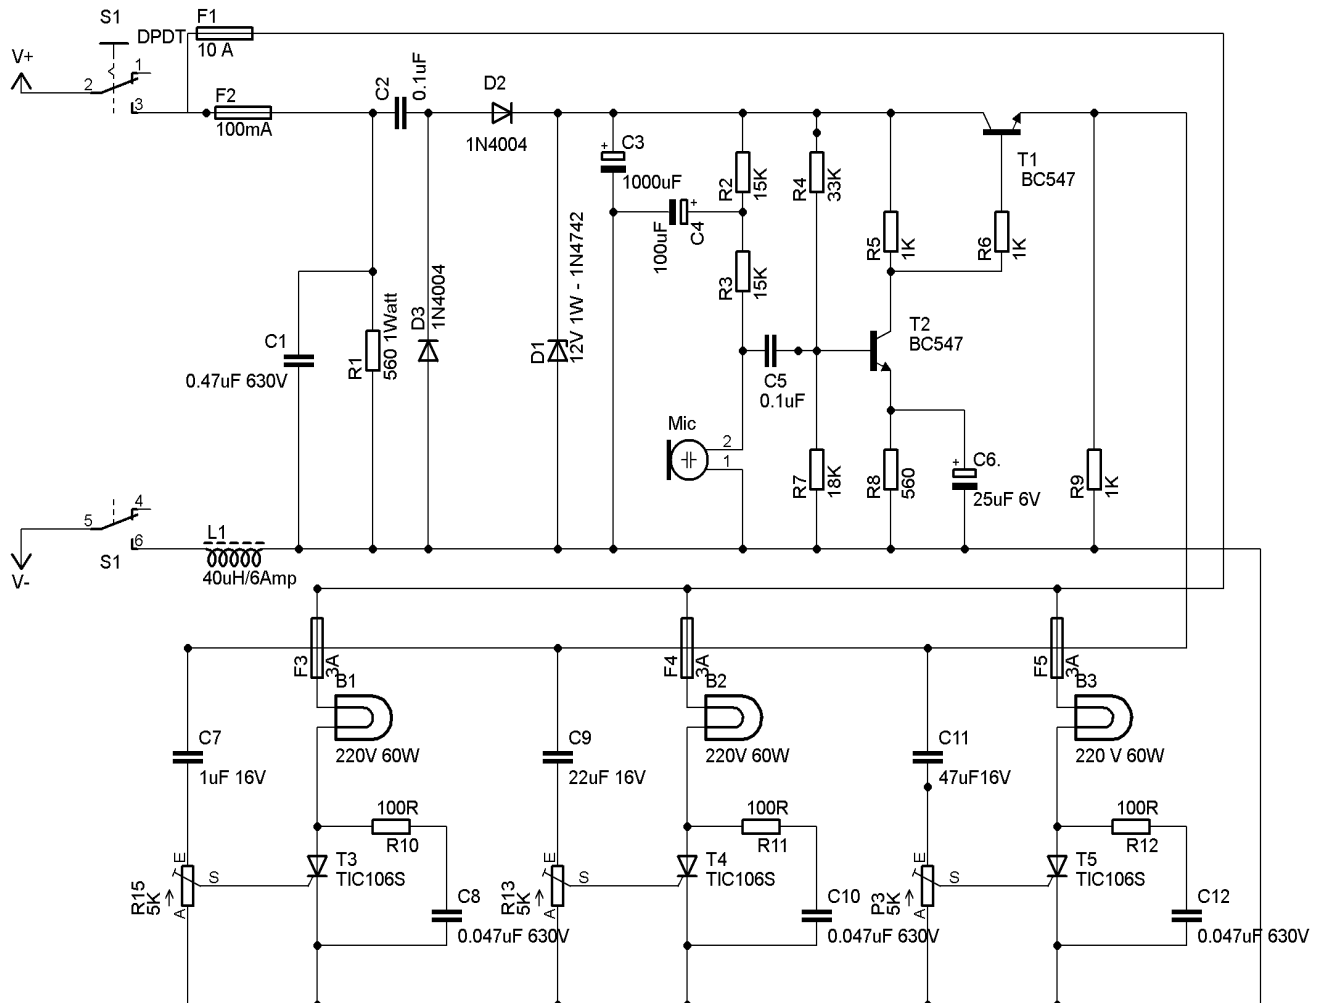 S1
F1
DPDT
10 A
V+
1
2
3
F2
100mA
C2
0.1uF
D2
1N4004
C3
1000uF
100uF
C4
R2
15K
R4
33K
T1
BC547
R5
1K
R6
1K
R3
15K
12V 1W - 1N4742
D1
D3
1N4004
C1
0.47uF 630V
R1
560 1Watt
T2
BC547
C5
0.1uF
Mic
2
1
R7
18K
R8
560
C6.
25uF 6V
R9
1K
4
5
6
S1
V-
L1
40uH/6Amp
F3
3A
F4
3A
F5
3A
B1
220V 60W
B2
220V 60W
B3
220 V 60W
C7
1uF 16V
C9
22uF 16V
C11
47uF16V
100R
R10
100R
R11
100R
R12
E
S
A
R15
5K
T3
TIC106S
C8
0.047uF 630V
E
S
A
R13
5K
T4
TIC106S
C10
0.047uF 630V
E
S
A
P3
5K
T5
TIC106S
C12
0.047uF 630V